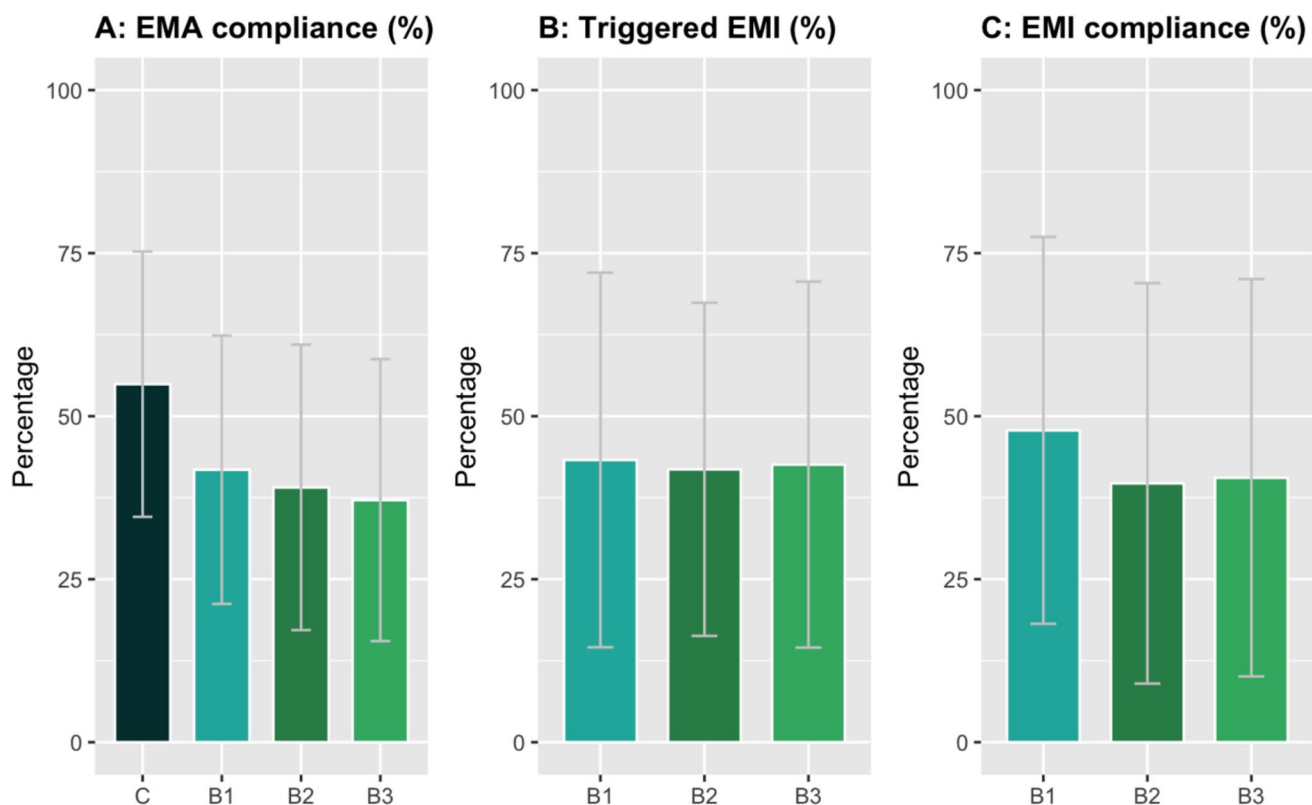 A: EMA compliance (%)
Percentage
100
75
50
25
0
C B1 B2 B3
B: Triggered EMI (%)
Percentage
100
75
50
25
0
B1 B2 B3
C: EMI compliance (%)
Percentage
100
75
50
25
0
B1 B2 B3